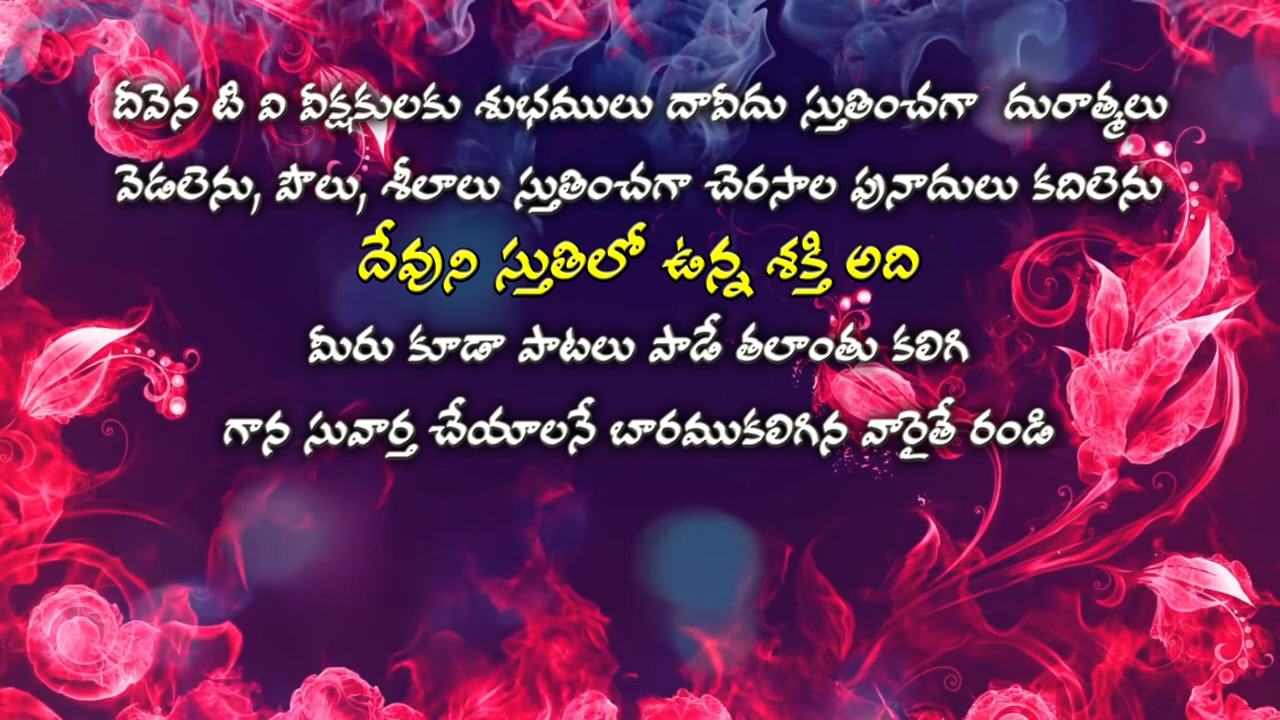 దీవెన టి వి వీక్షకులకు శుభములు దావీదు స్తుతించగా దురాత్మలు
వెడలెను, పౌలు, శీలాలు స్తుతించగా చెరసాల పునాదులు కదిలెను
దేవుని స్తుతిలో ఉన్న శక్తి అది
మీరు కూడా పాటలు పాడే తలాంతు కలిగి
గాన సువార్త చేయాలనే బారముకలిగిన వారైతే రండి